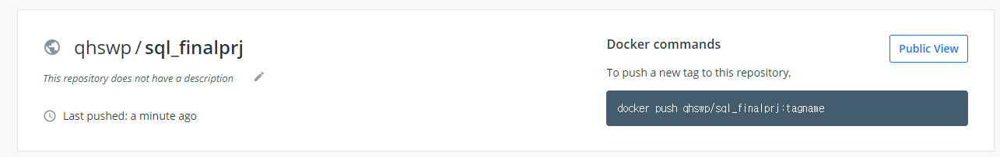 qhswp / sql_finalprj
This repository does not have a description
Last pushed: a minute ago
Docker commands
Public View
To push a new tag to this repository,
docker push qhswp/sql_finalprj:tagname